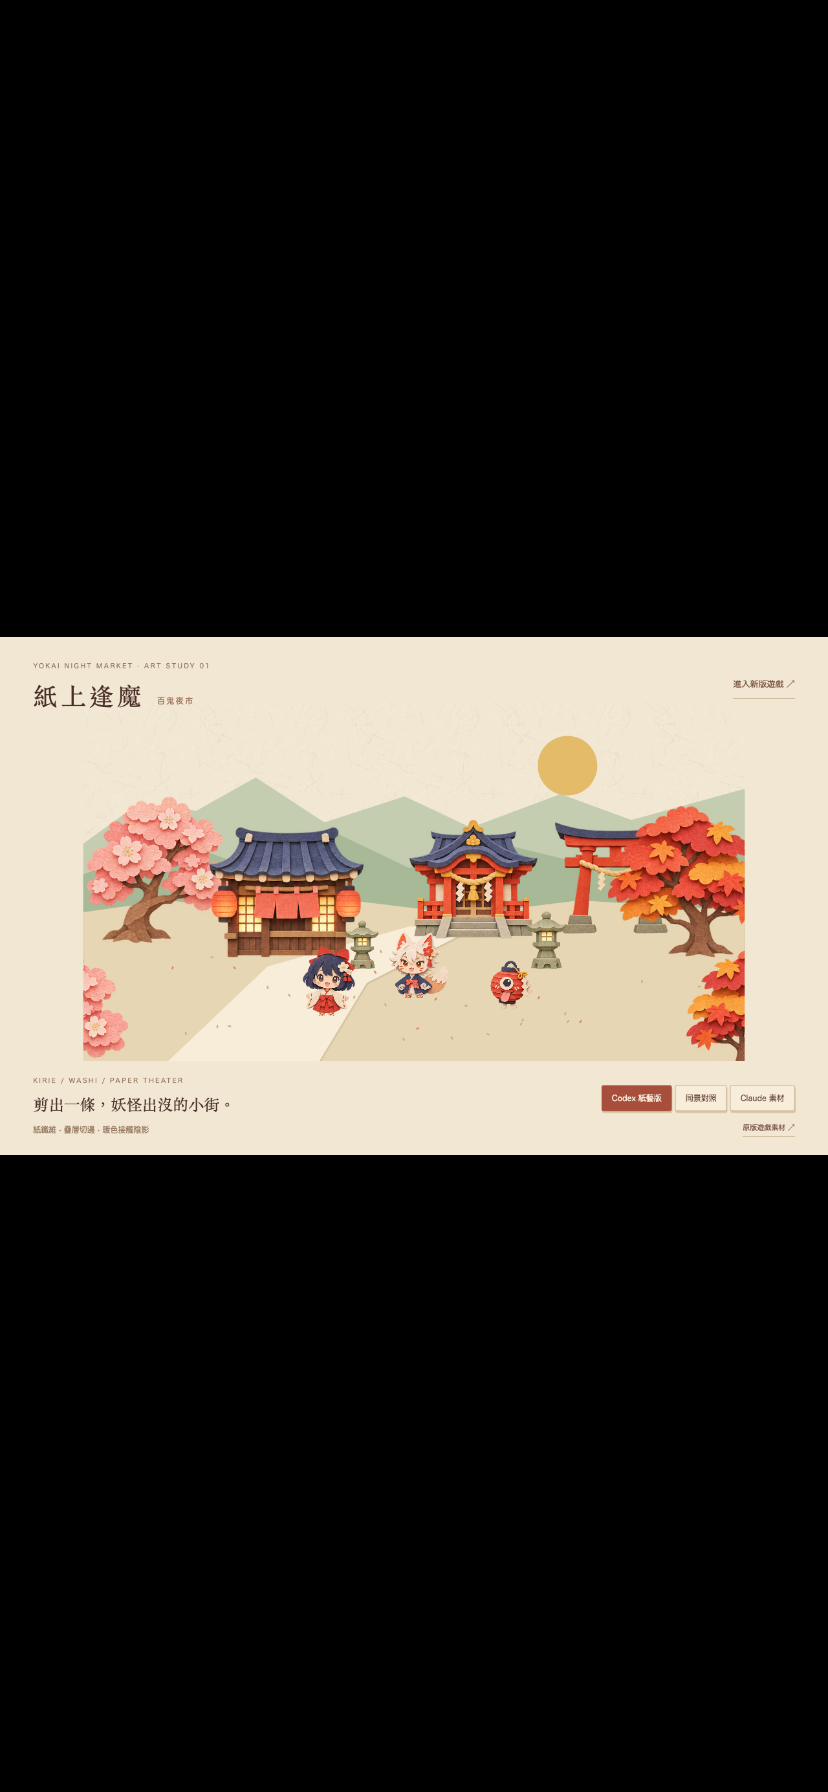 YOKAI NIGHT MARKET · ART STUDY 01
紙上逢魔 百鬼夜市
進入新版遊戲 ↗
KIRIE / WASHI / PAPER THEATER
剪出一條，妖怪出沒的小街。
紙纖維 · 疊層切邊 · 暖色接觸陰影
Codex 紙藝版 同景對照 Claude 素材
原版遊戲素材 ↗